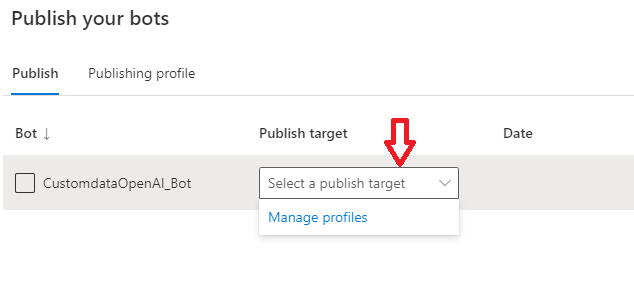 Publish your bots
Publish Publishing profile
Bot ↓ Publish target Date
CustomdataOpenAI_Bot Select a publish target
Manage profiles